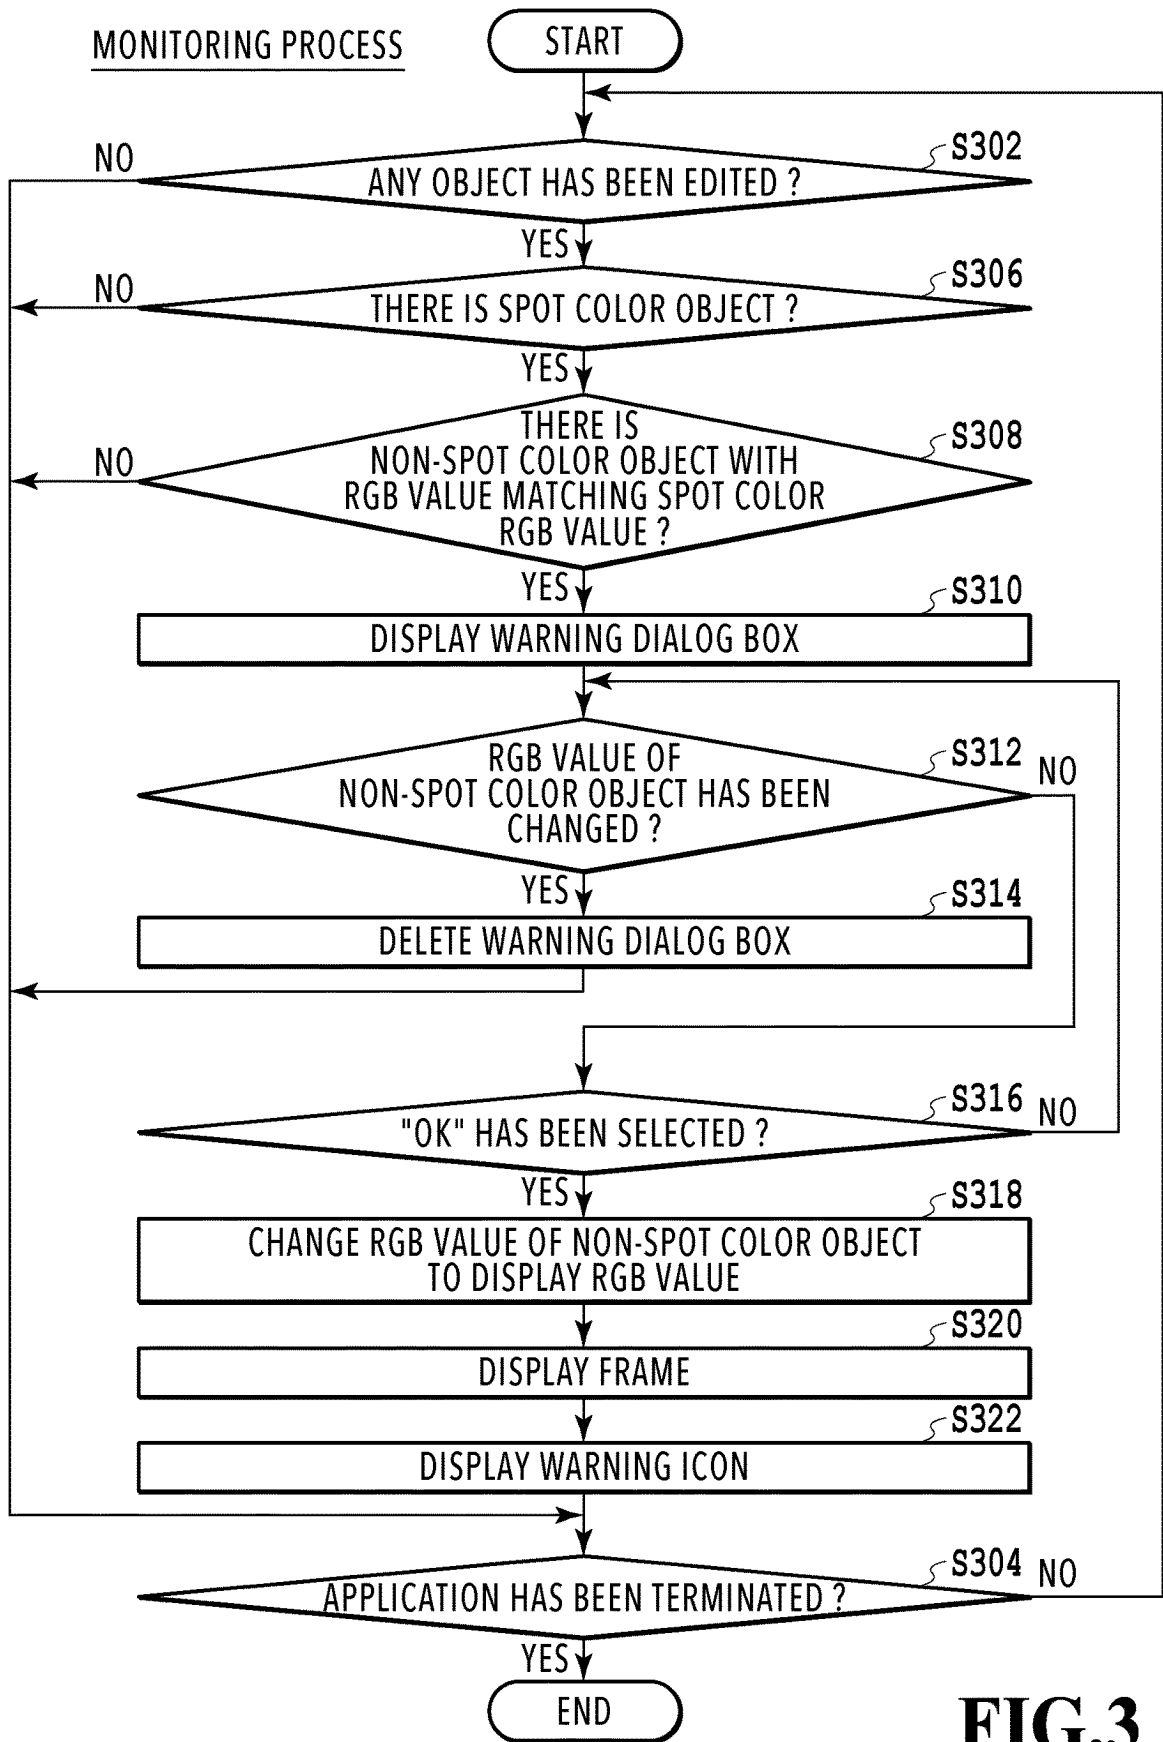 MONITORING PROCESS
START
S302
NO
ANY OBJECT HAS BEEN EDITED ?
YES
S306
NO
THERE IS SPOT COLOR OBJECT ?
YES
S308
NO
THERE IS
NON-SPOT COLOR OBJECT WITH
RGB VALUE MATCHING SPOT COLOR
RGB VALUE ?
YES
S310
DISPLAY WARNING DIALOG BOX
S312
NO
RGB VALUE OF
NON-SPOT COLOR OBJECT HAS BEEN
CHANGED ?
YES
S314
DELETE WARNING DIALOG BOX
S316
NO
"OK" HAS BEEN SELECTED ?
YES
S318
CHANGE RGB VALUE OF NON-SPOT COLOR OBJECT
TO DISPLAY RGB VALUE
S320
DISPLAY FRAME
S322
DISPLAY WARNING ICON
S304
NO
APPLICATION HAS BEEN TERMINATED ?
YES
END
FIG.3